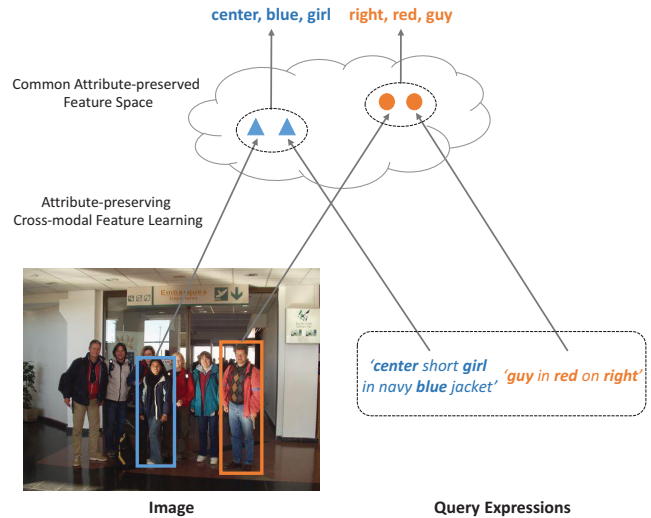 center, blue, girl
right, red, guy
Common Attribute-preserved
Feature Space
Attribute-preserving
Cross-modal Feature Learning
Embarques
'center short girl
in navy blue jacket'
'guy in red on right'
Image
Query Expressions